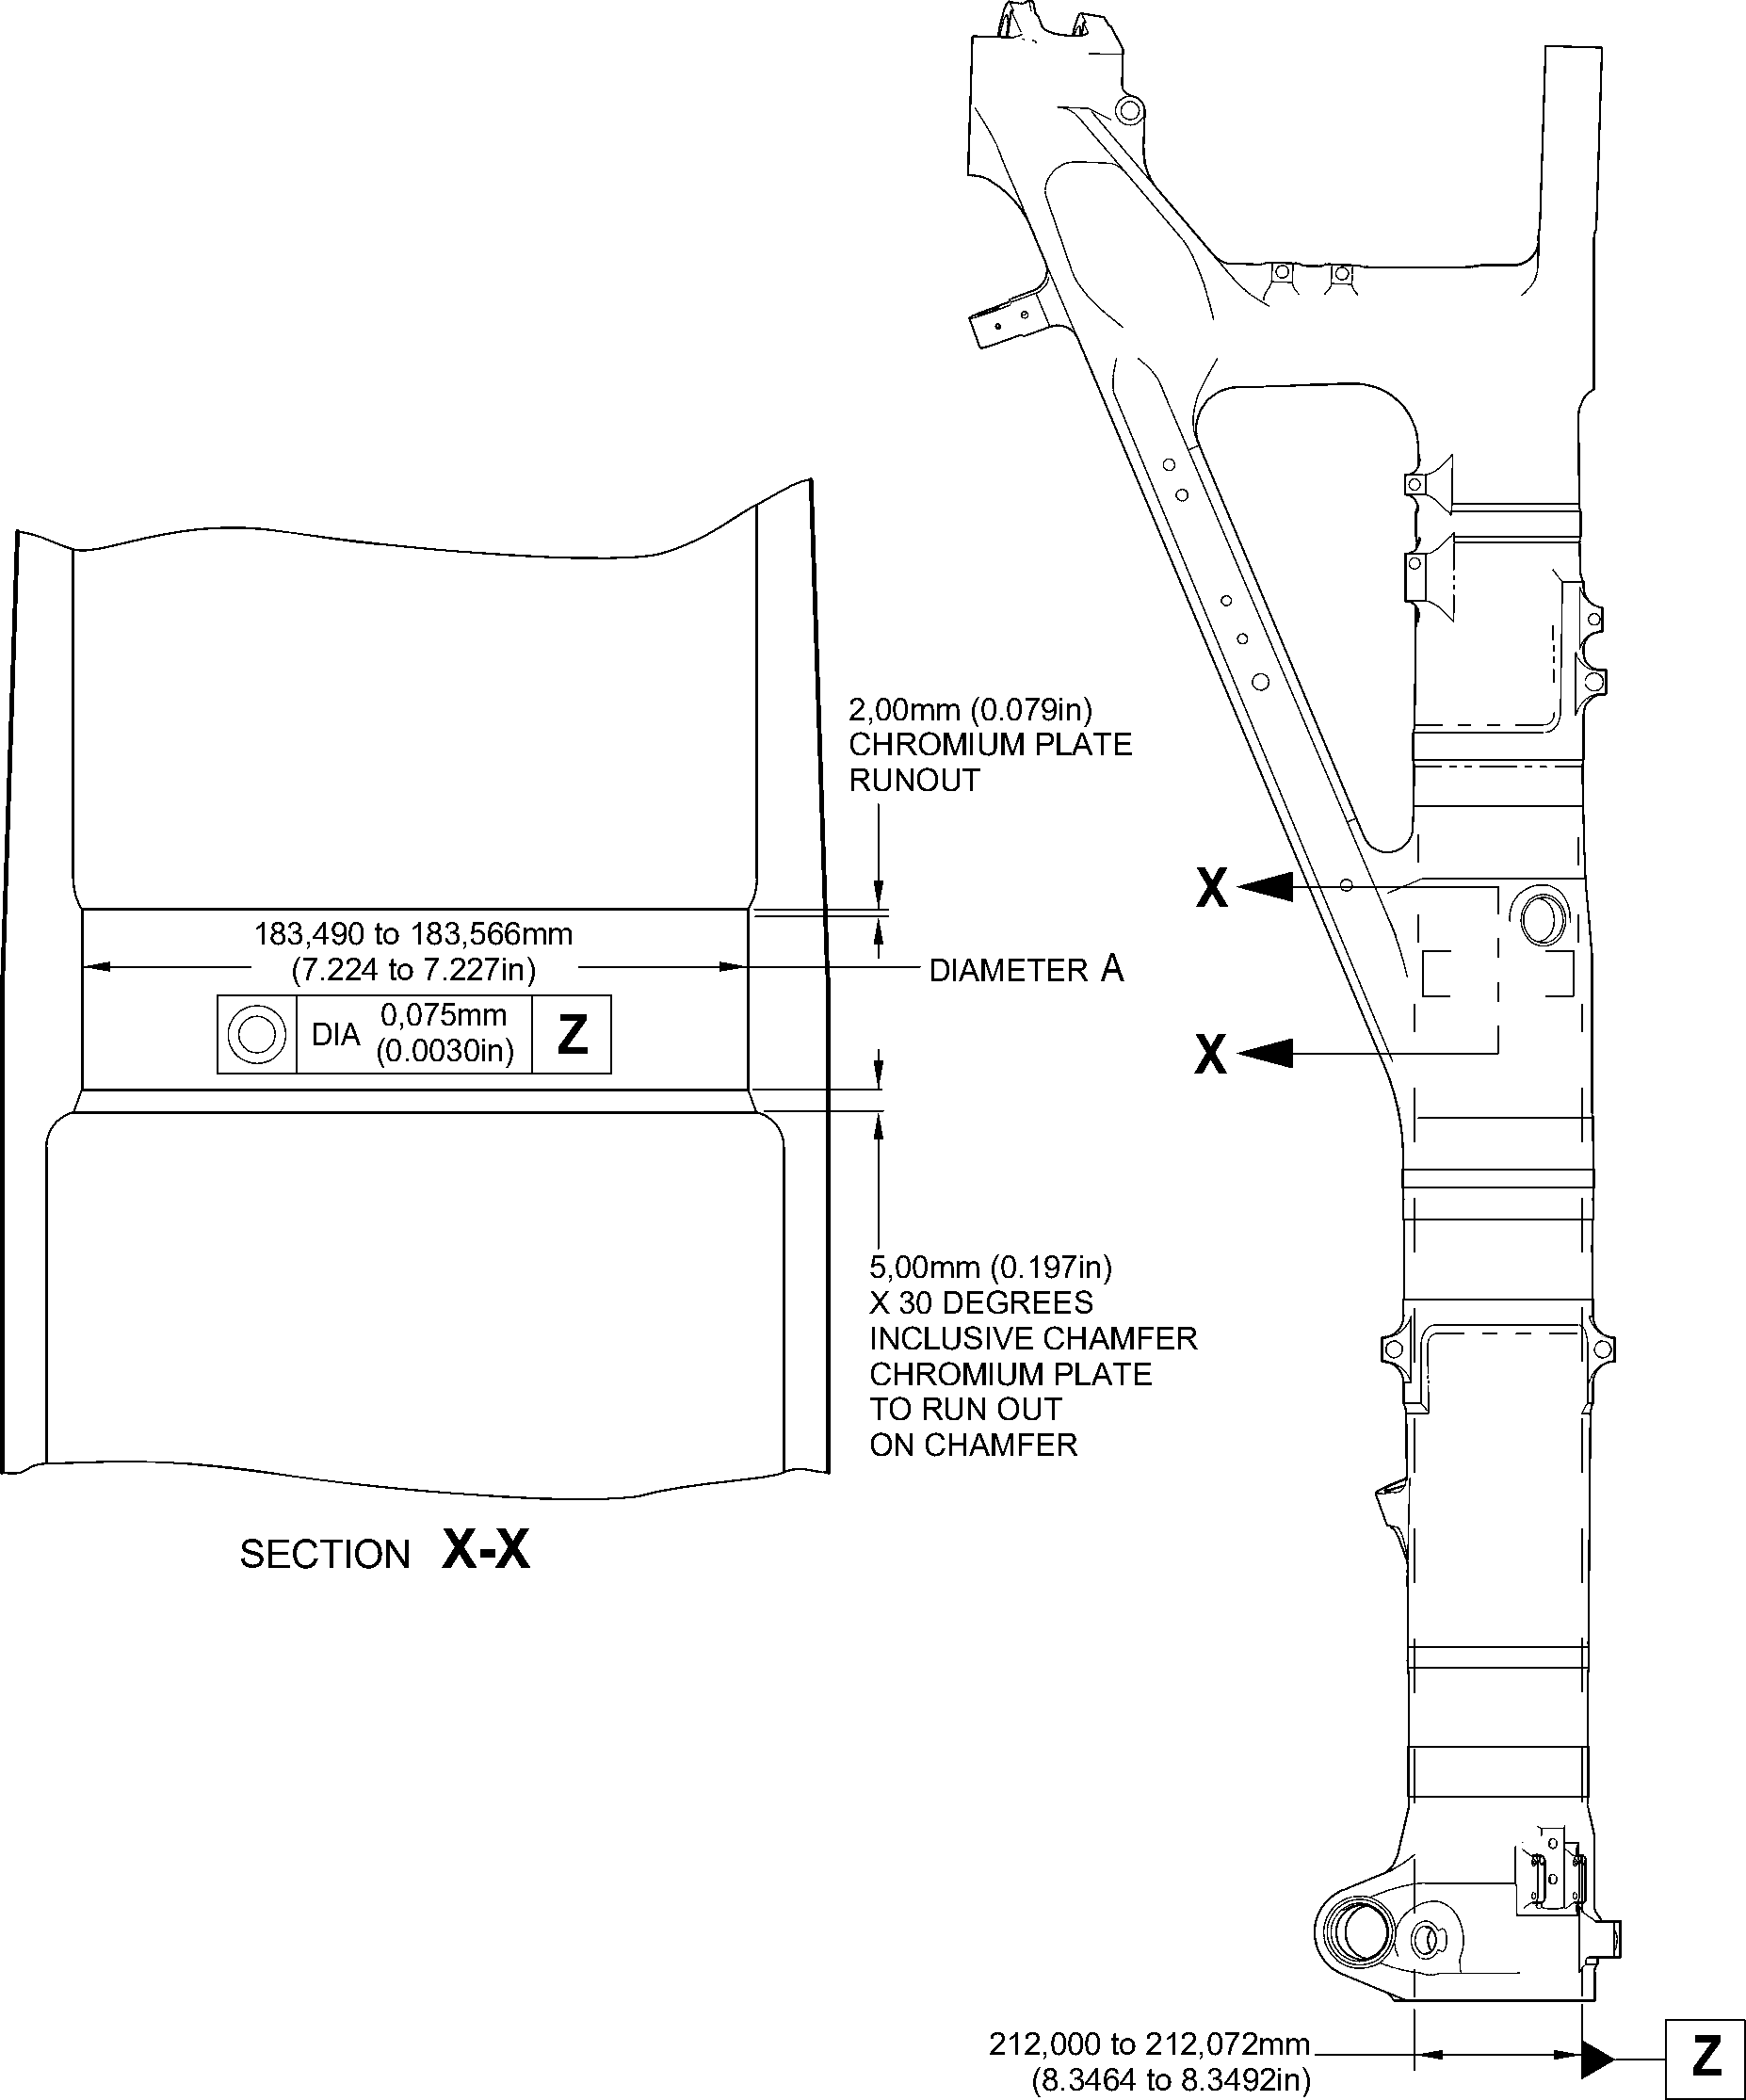 2,00mm (0.079in)
CHROMIUM PLATE
RUNOUT
X
183,490 to 183,566mm
(7.224 to 7.227in)
DIAMETER A
DIA 0,075mm
(0.0030in)
Z
X
5,00mm (0.197in)
X 30 DEGREES
INCLUSIVE CHAMFER
CHROMIUM PLATE
TO RUN OUT
ON CHAMFER
SECTION X-X
212,000 to 212,072mm
(8.3464 to 8.3492in)
Z